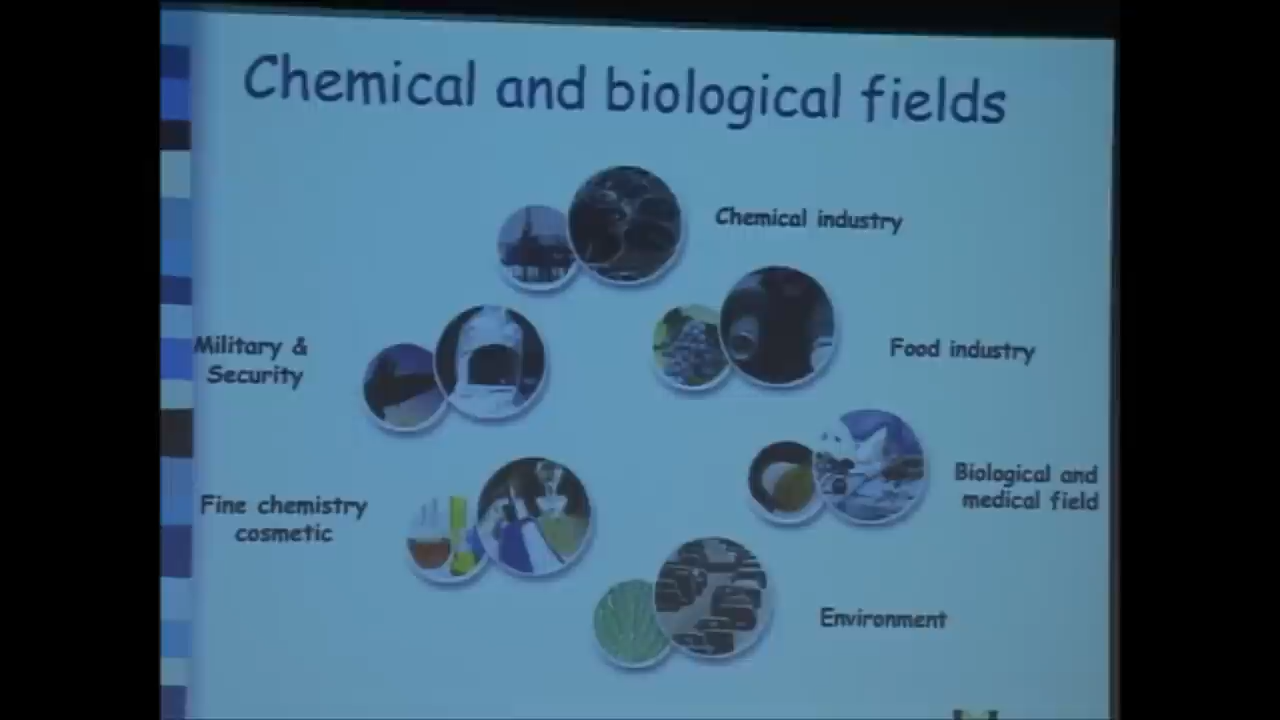 Chemical and biological fields
Chemical industry
Military &
Security
Food industry
Biological and
medical field
Fine chemistry
cosmetic
Environment